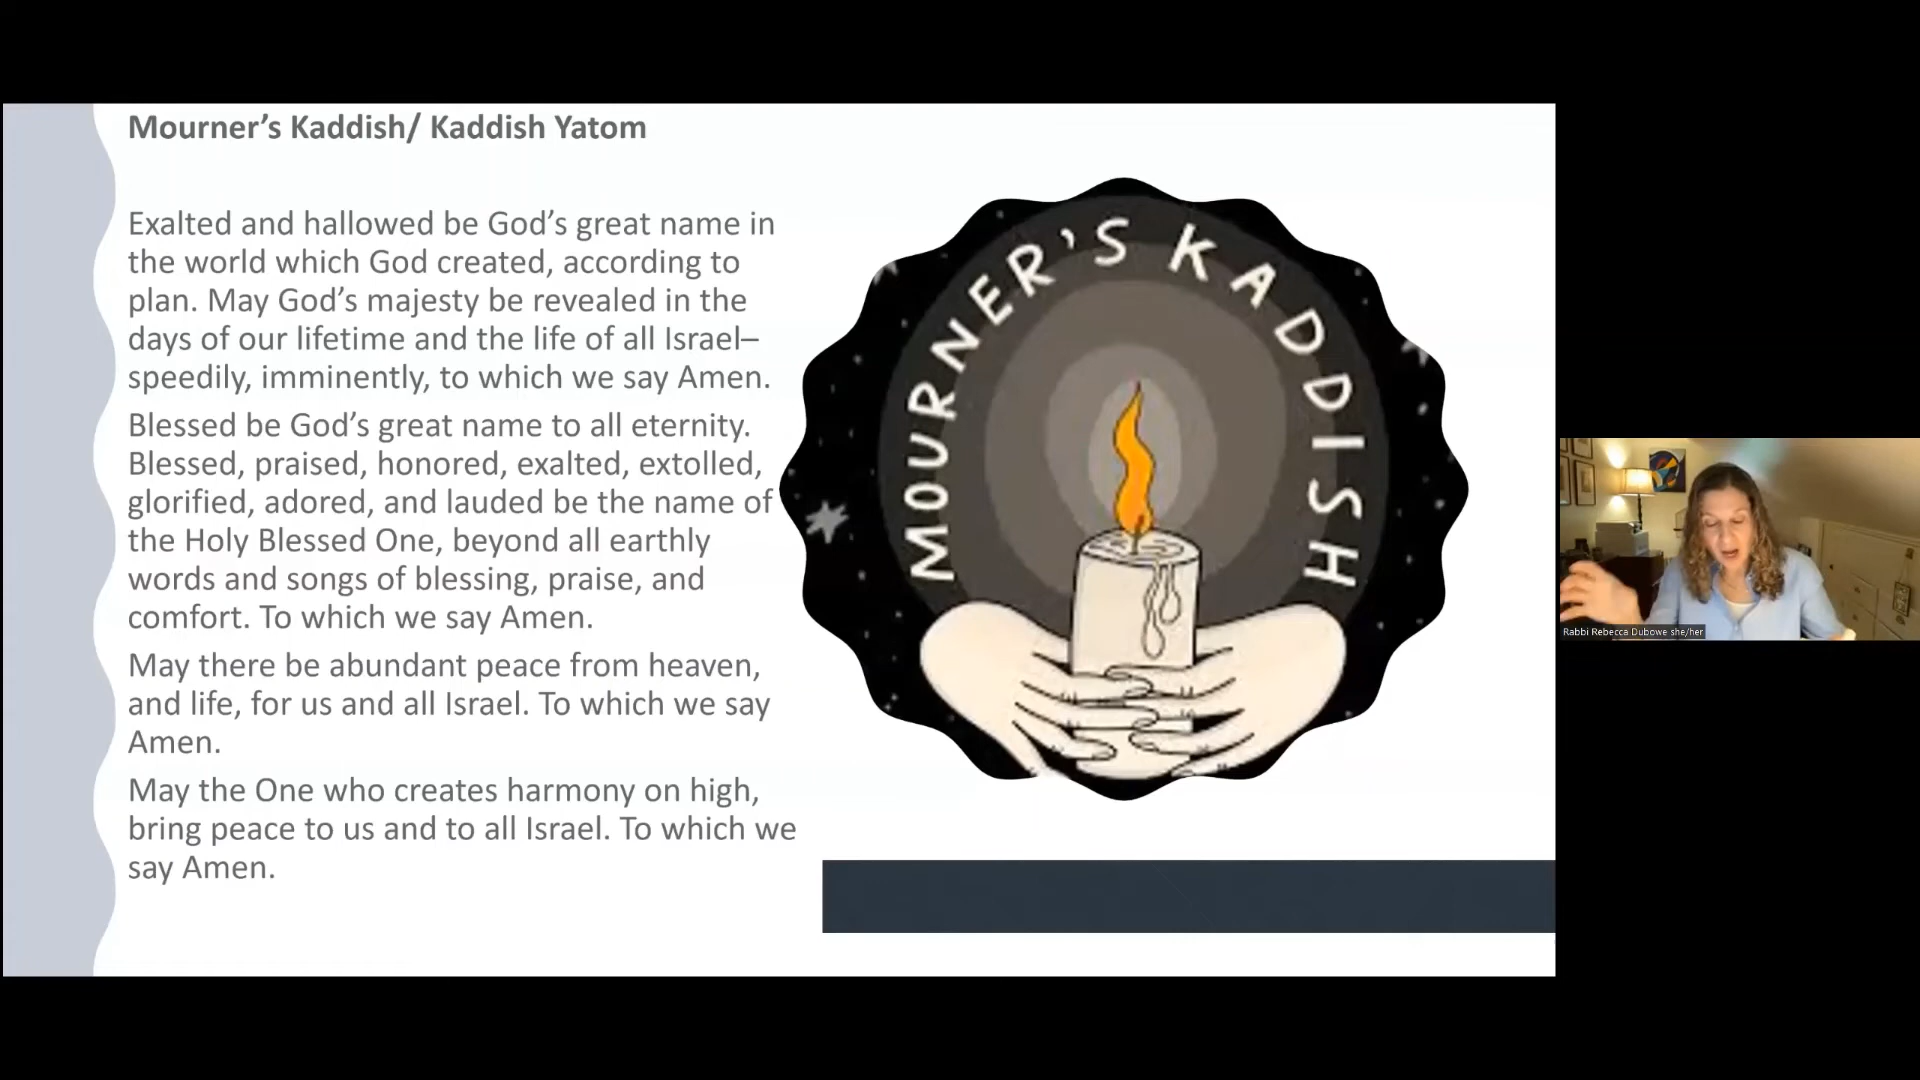 Mourner’s Kaddish/ Kaddish Yatom
Exalted and hallowed be God’s great name in
the world which God created, according to
plan. May God’s majesty be revealed in the
days of our lifetime and the life of all Israel–
speedily, imminently, to which we say Amen.
Blessed be God’s great name to all eternity.
Blessed, praised, honored, exalted, extolled,
glorified, adored, and lauded be the name of
the Holy Blessed One, beyond all earthly
words and songs of blessing, praise, and
comfort. To which we say Amen.
May there be abundant peace from heaven,
and life, for us and all Israel. To which we say
Amen.
May the One who creates harmony on high,
bring peace to us and to all Israel. To which we
say Amen.
MOURNER’S KADDISH
Rabbi Rebecca Dubowe she/her